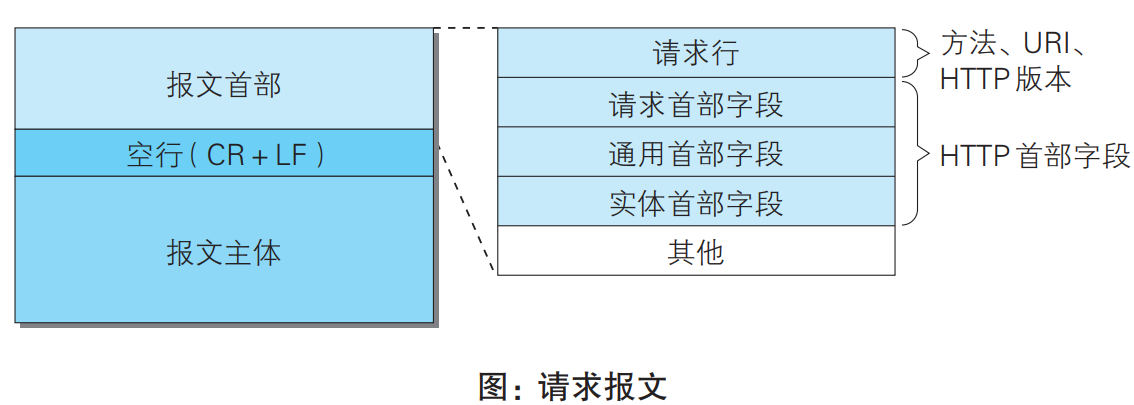 报文首部
空行（CR + LF）
报文主体
请求行
请求首部字段
通用首部字段
实体首部字段
其他
方法、URI、
HTTP 版本
HTTP 首部字段
图：请求报文